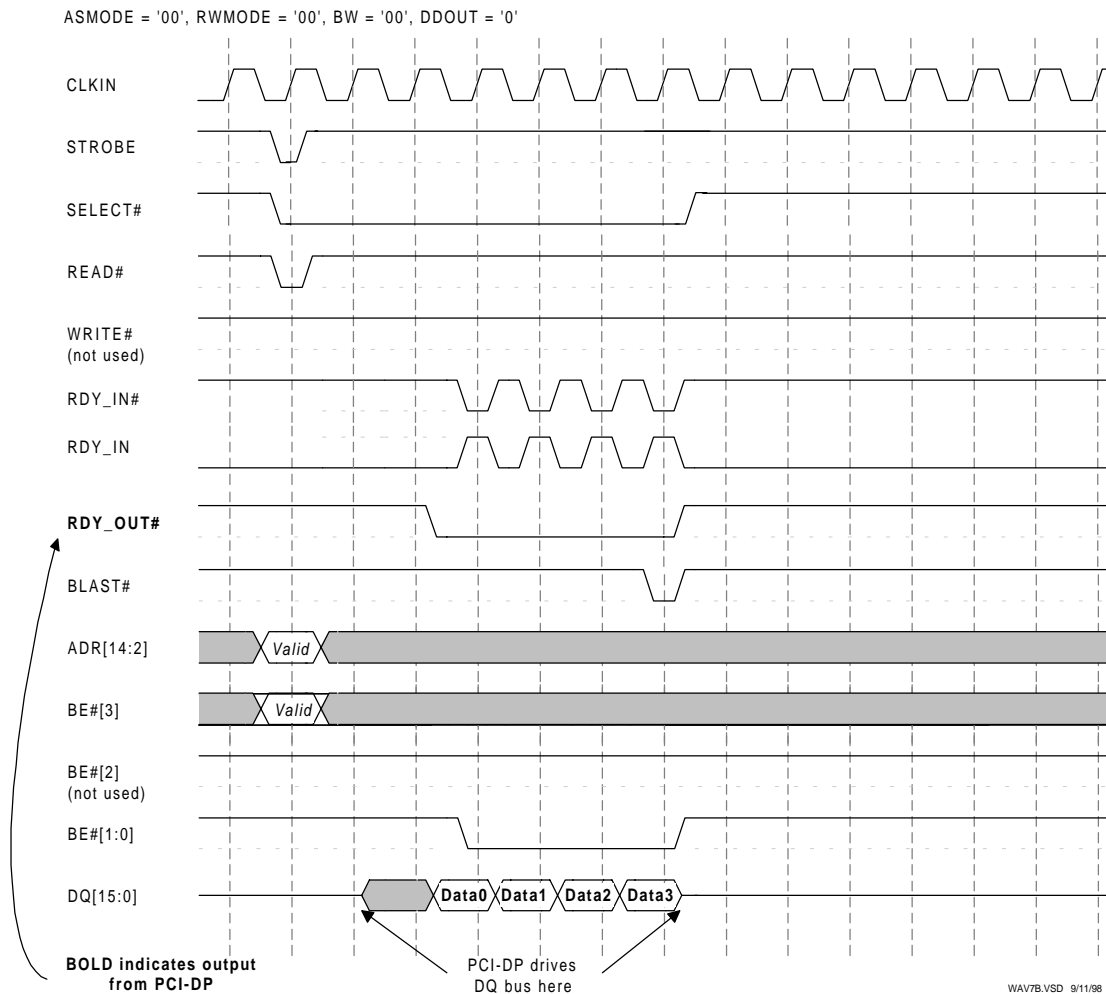 ASMODE = '00', RWMODE = '00', BW = '00', DDOUT = '0'
CLKIN
STROBE
SELECT#
READ#
WRITE#
(not used)
RDY_IN#
RDY_IN
RDY_OUT#
BLAST#
ADR[14:2]
Valid
BE#[3]
Valid
BE#[2]
(not used)
BE#[1:0]
DQ[15:0]
Data0
Data1
Data2
Data3
BOLD indicates output
from PCI-DP
PCI-DP drives
DQ bus here
WAV7B.VSD 9/11/98